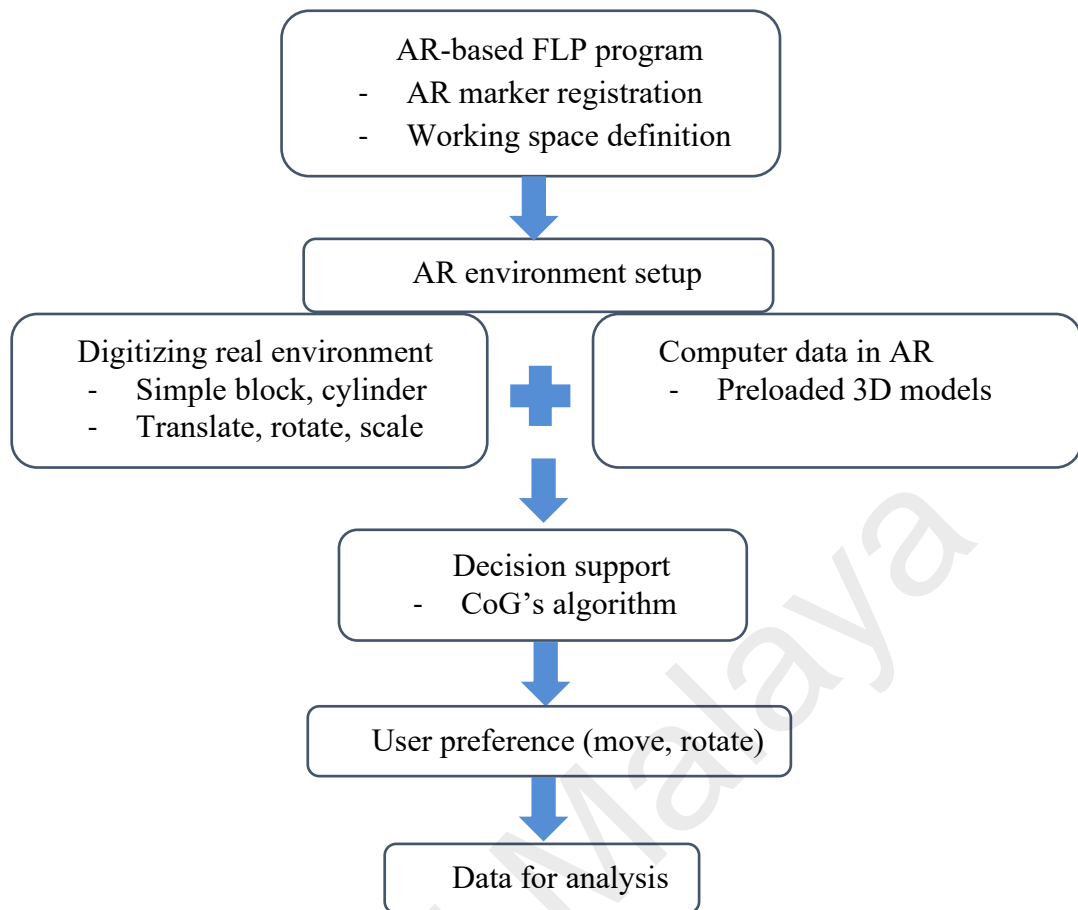 AR-based FLP program
- AR marker registration
- Working space definition
AR environment setup
Digitizing real environment
- Simple block, cylinder
- Translate, rotate, scale
Computer data in AR
- Preloaded 3D models
Decision support
- CoG's algorithm
User preference (move, rotate)
Data for analysis
Malaya